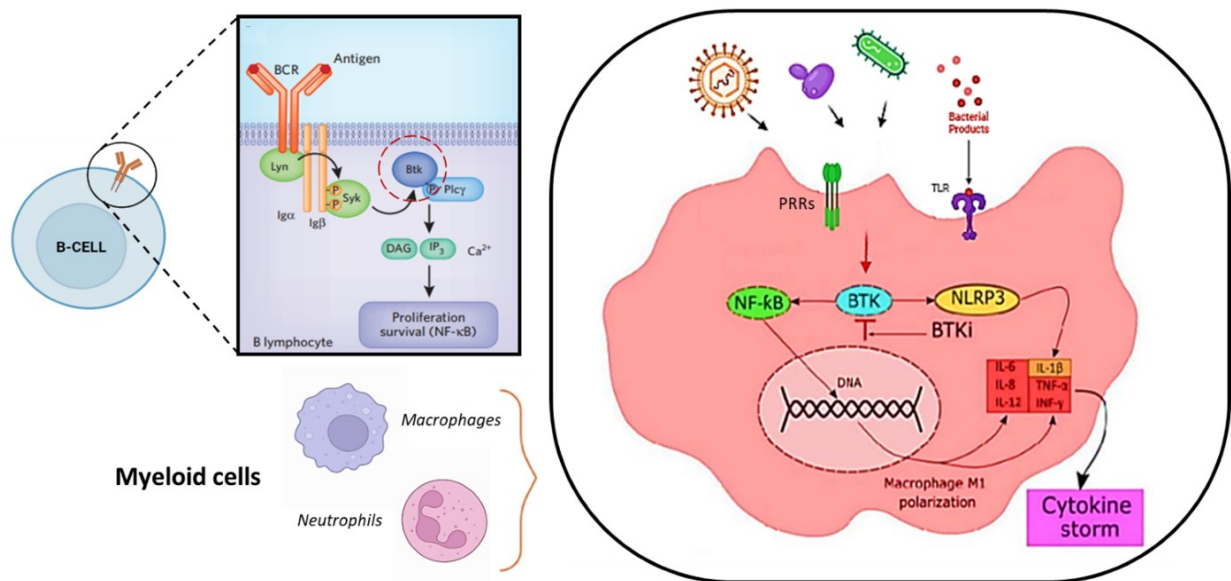 BCR
Antigen
Lyn
P
P
Syk
Igα
Igβ
Btk
P
Plcγ
DAG
IP3
Ca2+
Proliferation
survival (NF-κB)
B lymphocyte
B-CELL
Macrophages
Myeloid cells
Neutrophils
Bacterial
Products
PRRs
TLR
NF-kB
BTK
NLRP3
BTKi
DNA
IL-6
IL-1β
IL-8
TNF-α
IL-12
INF-γ
Macrophage M1
polarization
Cytokine
storm